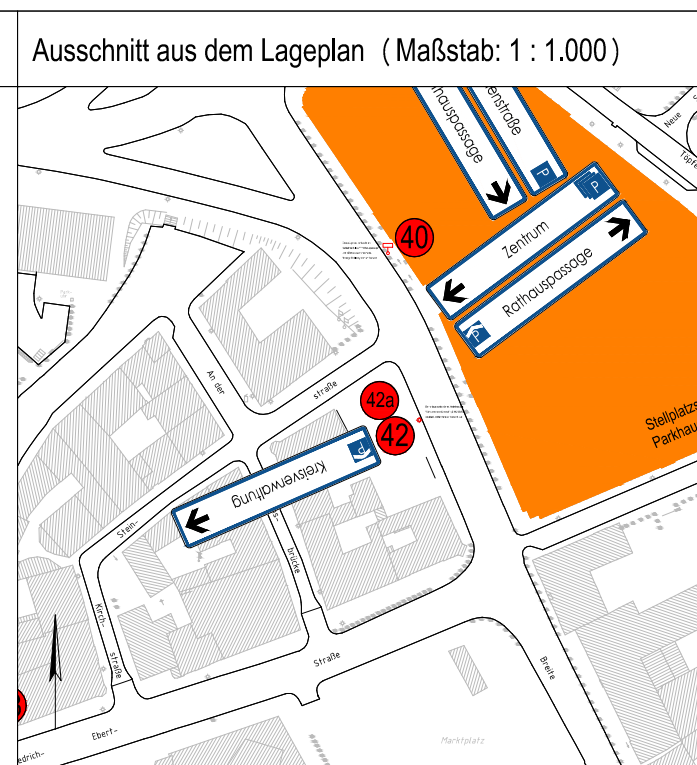 Ausschnitt aus dem Lageplan (Maßstab: 1 : 1.000)
enstraße
P
hauspassage
Neue
Töpfe
P
Zentrum
40
Rathauspassage
P
An der
straße
42a
42
Stellplatzs
Parkhau
P
Kreisverwaltung
Stein-
s-
brücke
Kirch-
straße
Straße
Breite
Ebert-
edrich-
Marktplatz